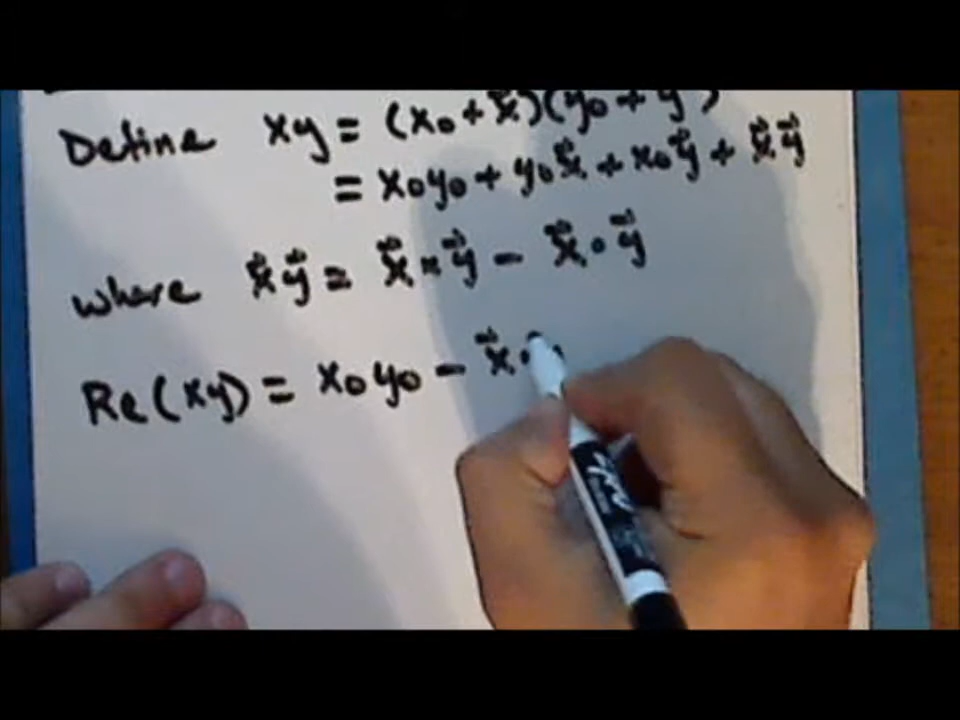 Define xy = (x₀ + x⃗)(y₀ + y⃗)
= x₀y₀ + y₀x⃗ + x₀y⃗ + x⃗y⃗
where x⃗y⃗ = x⃗ × y⃗ - x⃗ · y⃗
Re(xy) = x₀y₀ - x⃗ ·